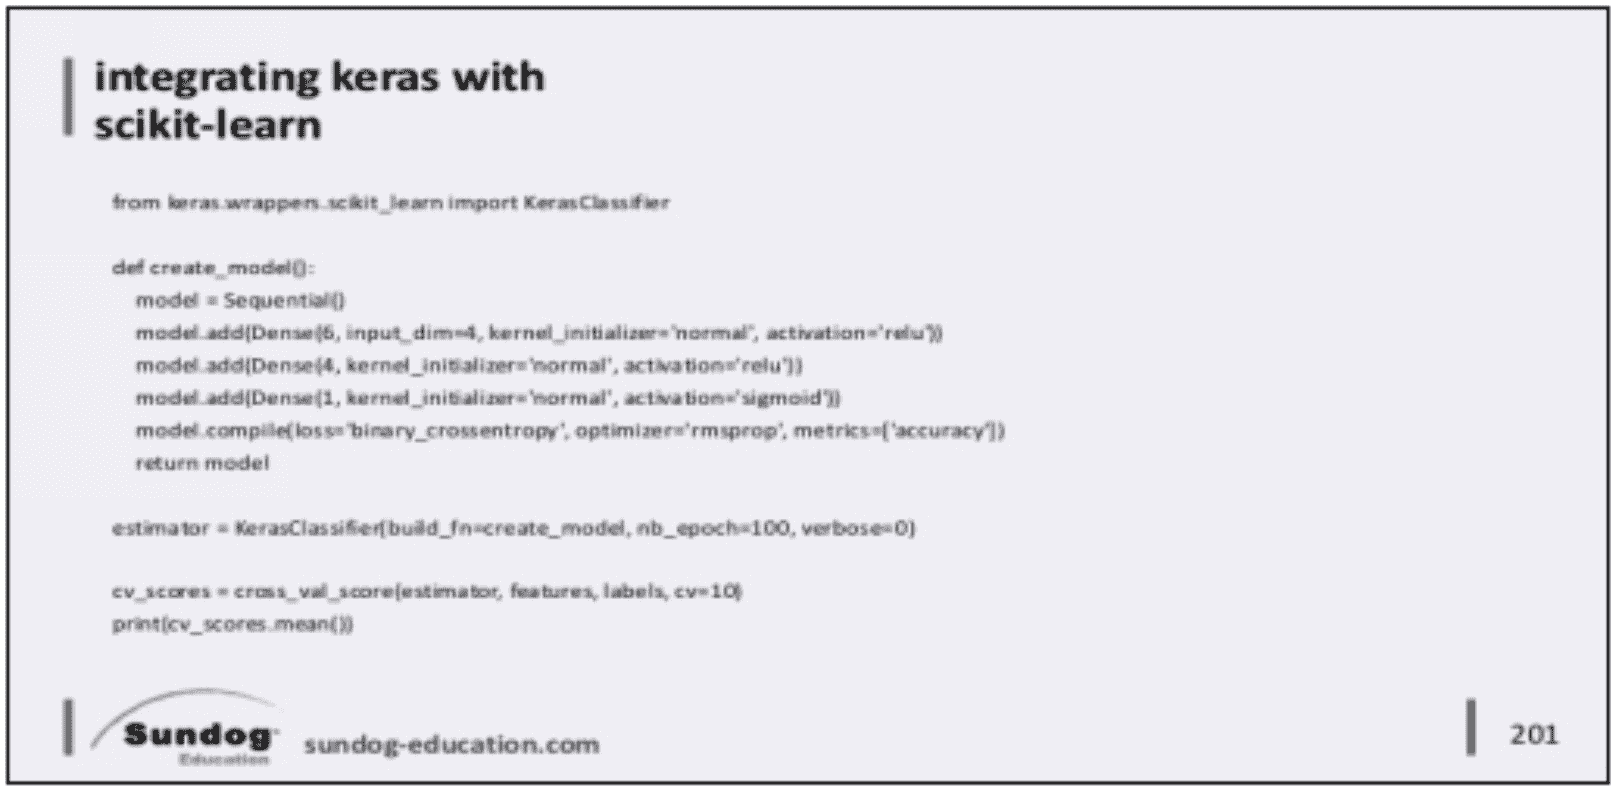 integrating keras with
scikit-learn
from keras.wrappers.scikit_learn import KerasClassifier
def create_model():
model = Sequential()
model.add(Dense(6, input_dim=4, kernel_initializer='normal', activation='relu'))
model.add(Dense(4, kernel_initializer='normal', activation='relu'))
model.add(Dense(1, kernel_initializer='normal', activation='sigmoid'))
model.compile(loss='binary_crossentropy', optimizer='rmsprop', metrics=['accuracy'])
return model
estimator = KerasClassifier(build_fn=create_model, nb_epoch=100, verbose=0)
cv_scores = cross_val_score(estimator, features, labels, cv=10)
print(cv_scores.mean())
Sundog
Education
sundog-education.com
201